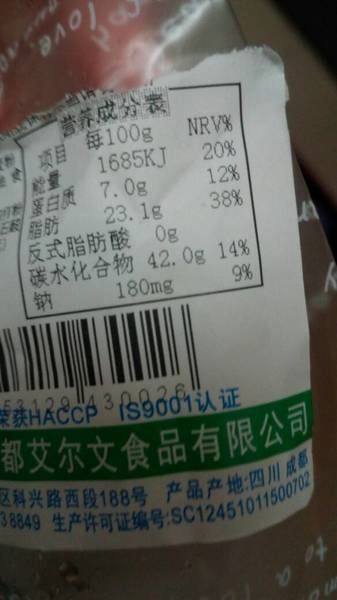 love.
营养成分表
项目 每100g NRV%
能量 1685KJ 20%
蛋白质 7.0g 12%
脂肪 23.1g 38%
反式脂肪酸 0g
碳水化合物 42.0g 14%
钠 180mg 9%
荣获HACCP IS9001认证
都艾尔文食品有限公司
区科兴路西段188号 产品产地:四川 成都
38849 生产许可证编号:SC12451011500702